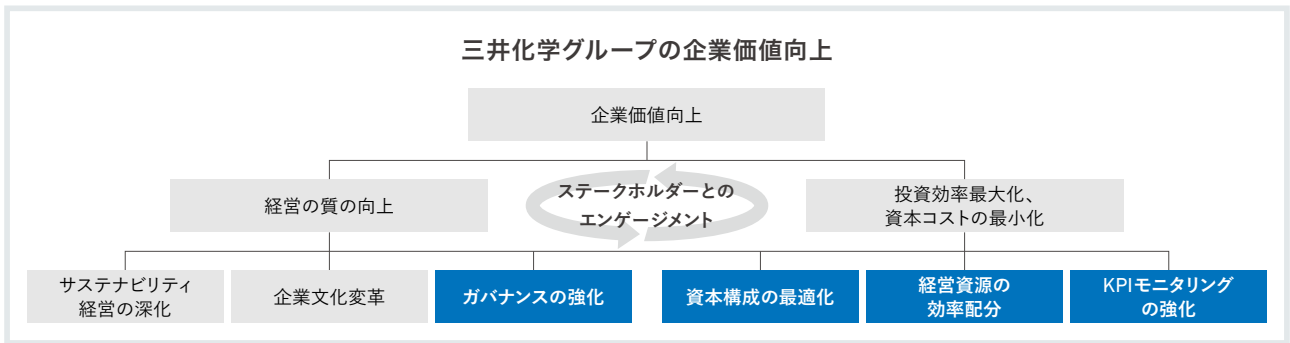 三井化学グループの企業価値向上
企業価値向上
経営の質の向上
ステークホルダーとの
エンゲージメント
投資効率最大化、
資本コストの最小化
サステナビリティ
経営の深化
企業文化変革
ガバナンスの強化
資本構成の最適化
経営資源の
効率配分
KPIモニタリング
の強化